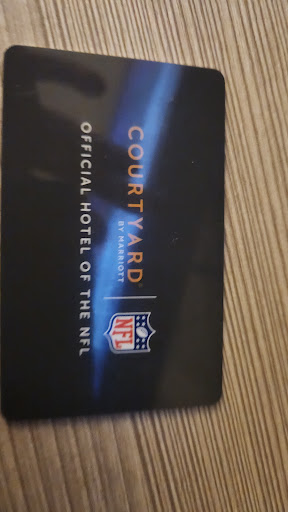 COURTYARD®
BY MARRIOTT
NFL
OFFICIAL HOTEL OF THE NFL